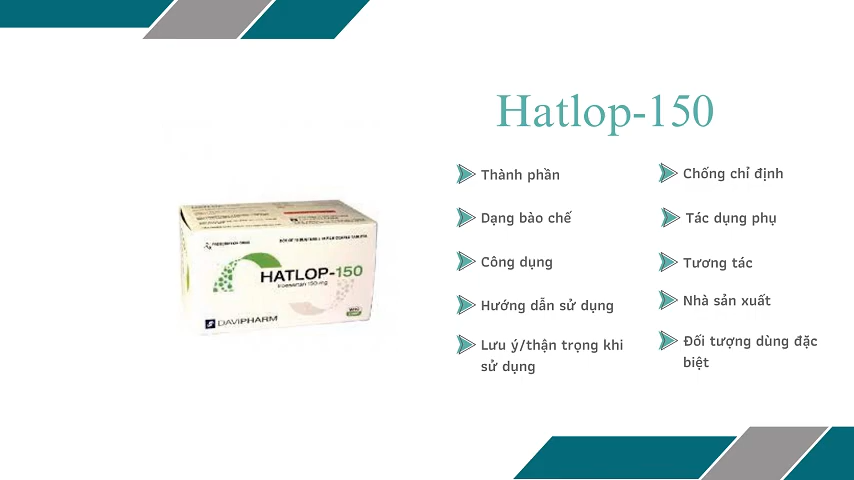 Hatlop-150
Thành phần
Dạng bào chế
Công dụng
Hướng dẫn sử dụng
Lưu ý/thận trọng khi
sử dụng
Chống chỉ định
Tác dụng phụ
Tương tác
Nhà sản xuất
Đối tượng dùng đặc
biệt
HATLOP-150
Irbesartan 150 mg
DAVIPHARM